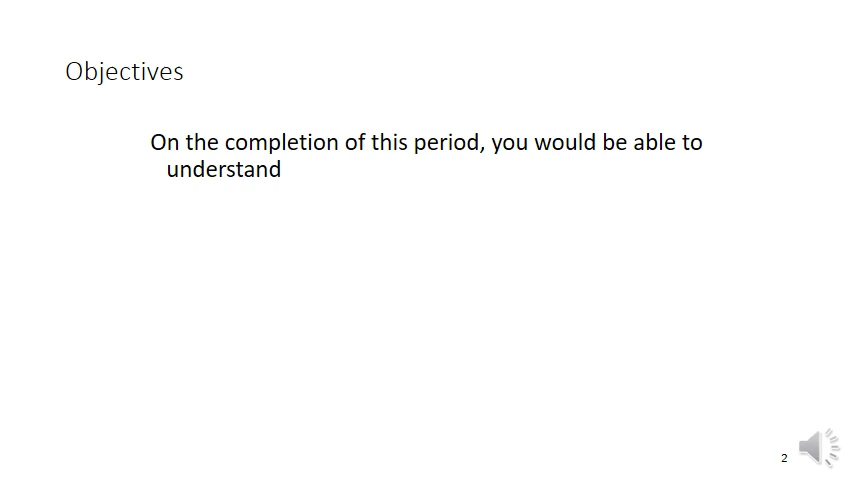 Objectives
On the completion of this period, you would be able to
understand
2